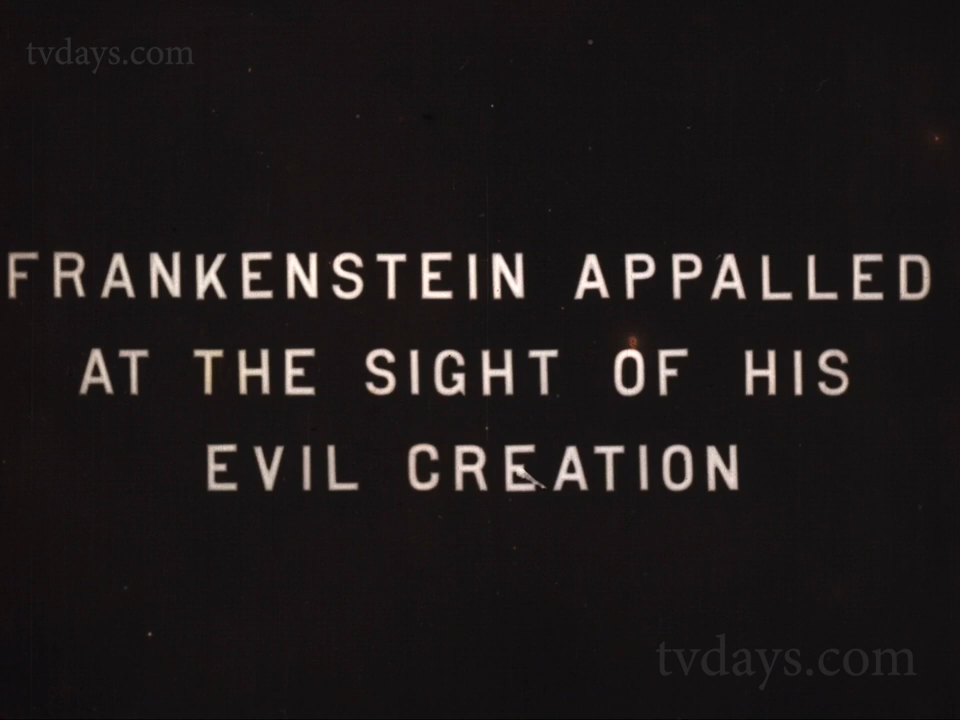 tvdays.com
FRANKENSTEIN APPALLED
AT THE SIGHT OF HIS
EVIL CREATION
tvdays.com